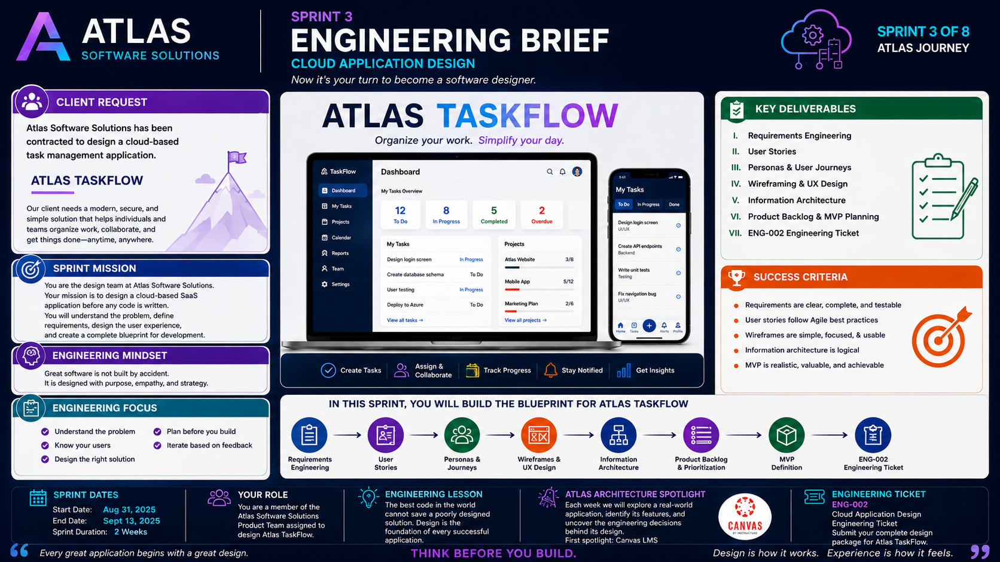 ATLAS
SOFTWARE SOLUTIONS
SPRINT 3
ENGINEERING BRIEF
CLOUD APPLICATION DESIGN
Now it's your turn to become a software designer.
SPRINT 3 OF 8
ATLAS JOURNEY
CLIENT REQUEST
Atlas Software Solutions has been
contracted to design a cloud-based
task management application.
ATLAS TASKFLOW
Our client needs a modern, secure, and
simple solution that helps individuals and
teams organize work, collaborate, and
get things done—anytime, anywhere.
SPRINT MISSION
You are the design team at Atlas Software Solutions.
Your mission is to design a cloud-based SaaS
application before any code is written.
You will understand the problem, define
requirements, design the user experience,
and create a complete blueprint for development.
ENGINEERING MINDSET
Great software is not built by accident.
It is designed with purpose, empathy, and strategy.
ENGINEERING FOCUS
Understand the problem
Know your users
Design the right solution
Plan before you build
Iterate based on feedback
ATLAS TASKFLOW
Organize your work. Simplify your day.
TaskFlow
Dashboard
My Tasks
Projects
Calendar
Reports
Team
Settings
Dashboard
My Tasks Overview
12
To Do
8
In Progress
5
Completed
2
Overdue
My Tasks
Design login screen In Progress
Create database schema To Do
User testing In Progress
Deploy to Azure To Do
View all tasks →
Projects
Atlas Website 3/8
Mobile App 5/12
Marketing Plan 2/6
View all projects →
9:41
My Tasks
To Do In Progress Done
Design login screen
UI/UX
Create API endpoints
Backend
Write unit tests
Testing
Fix navigation bug
UI/UX
Home Tasks + Alerts Profile
Create Tasks
Assign &
Collaborate
Track Progress
Stay Notified
Get Insights
KEY DELIVERABLES
I. Requirements Engineering
II. User Stories
III. Personas & User Journeys
IV. Wireframing & UX Design
V. Information Architecture
VI. Product Backlog & MVP Planning
VII. ENG-002 Engineering Ticket
SUCCESS CRITERIA
Requirements are clear, complete, and testable
User stories follow Agile best practices
Wireframes are simple, focused, & usable
Information architecture is logical
MVP is realistic, valuable, and achievable
IN THIS SPRINT, YOU WILL BUILD THE BLUEPRINT FOR ATLAS TASKFLOW
Requirements
Engineering
User
Stories
Personas &
Journeys
Wireframes &
UX Design
Information
Architecture
Product Backlog
& Prioritization
MVP
Definition
ENG-002
Engineering Ticket
SPRINT DATES
Start Date: Aug 31, 2025
End Date: Sept 13, 2025
Sprint Duration: 2 Weeks
YOUR ROLE
You are a member of the
Atlas Software Solutions
Product Team assigned to
design Atlas TaskFlow.
ENGINEERING LESSON
The best code in the world
cannot save a poorly designed
solution. Design is the
foundation of every successful
application.
ATLAS ARCHITECTURE SPOTLIGHT
Each week we will explore a real-world
application, identify its features, and
uncover the engineering decisions
behind its design.
First spotlight: Canvas LMS
CANVAS
BY INSTRUCTURE
ENGINEERING TICKET
ENG-002
Cloud Application Design
Engineering Ticket
Submit your complete design
package for Atlas TaskFlow.
“ Every great application begins with a great design.
THINK BEFORE YOU BUILD.
Design is how it works. Experience is how it feels. ”